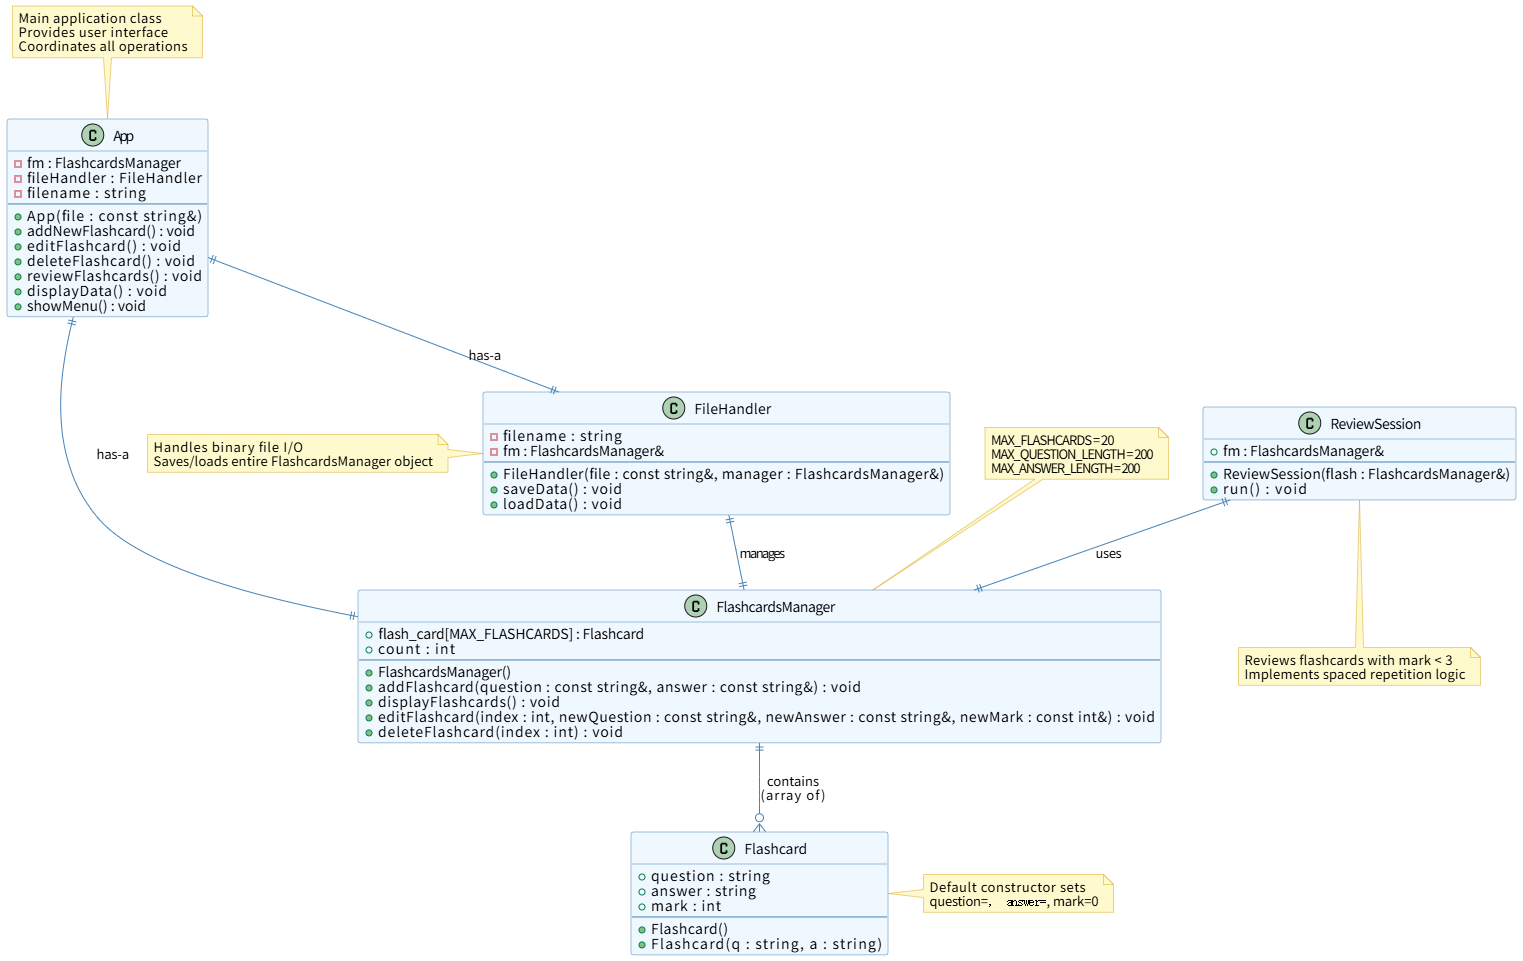 Main application class
Provides user interface
Coordinates all operations
C App
fm : FlashcardsManager
fileHandler : FileHandler
filename : string
App(file : const string&)
addNewFlashcard() : void
editFlashcard() : void
deleteFlashcard() : void
reviewFlashcards() : void
displayData() : void
showMenu() : void
has-a
has-a
Handles binary file I/O
Saves/loads entire FlashcardsManager object
C FileHandler
filename : string
fm : FlashcardsManager&
FileHandler(file : const string&, manager : FlashcardsManager&)
saveData() : void
loadData() : void
MAX_FLASHCARDS=20
MAX_QUESTION_LENGTH=200
MAX_ANSWER_LENGTH=200
C ReviewSession
fm : FlashcardsManager&
ReviewSession(flash : FlashcardsManager&)
run() : void
manages
uses
C FlashcardsManager
flash_card[MAX_FLASHCARDS] : Flashcard
count : int
FlashcardsManager()
addFlashcard(question : const string&, answer : const string&) : void
displayFlashcards() : void
editFlashcard(index : int, newQuestion : const string&, newAnswer : const string&, newMark : const int&) : void
deleteFlashcard(index : int) : void
Reviews flashcards with mark < 3
Implements spaced repetition logic
contains
(array of)
C Flashcard
question : string
answer : string
mark : int
Flashcard()
Flashcard(q : string, a : string)
Default constructor sets
question=, answer=, mark=0